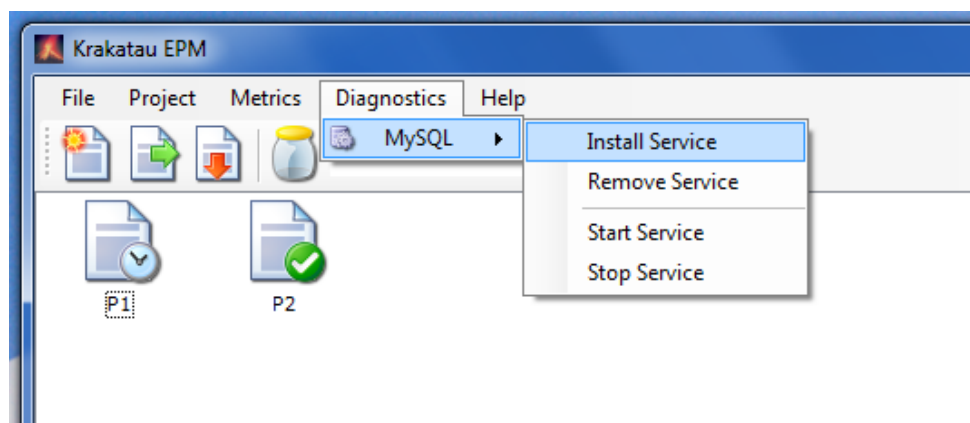 Krakatau EPM
File Project Metrics Diagnostics Help
MySQL
Install Service
Remove Service
Start Service
Stop Service
P1 P2